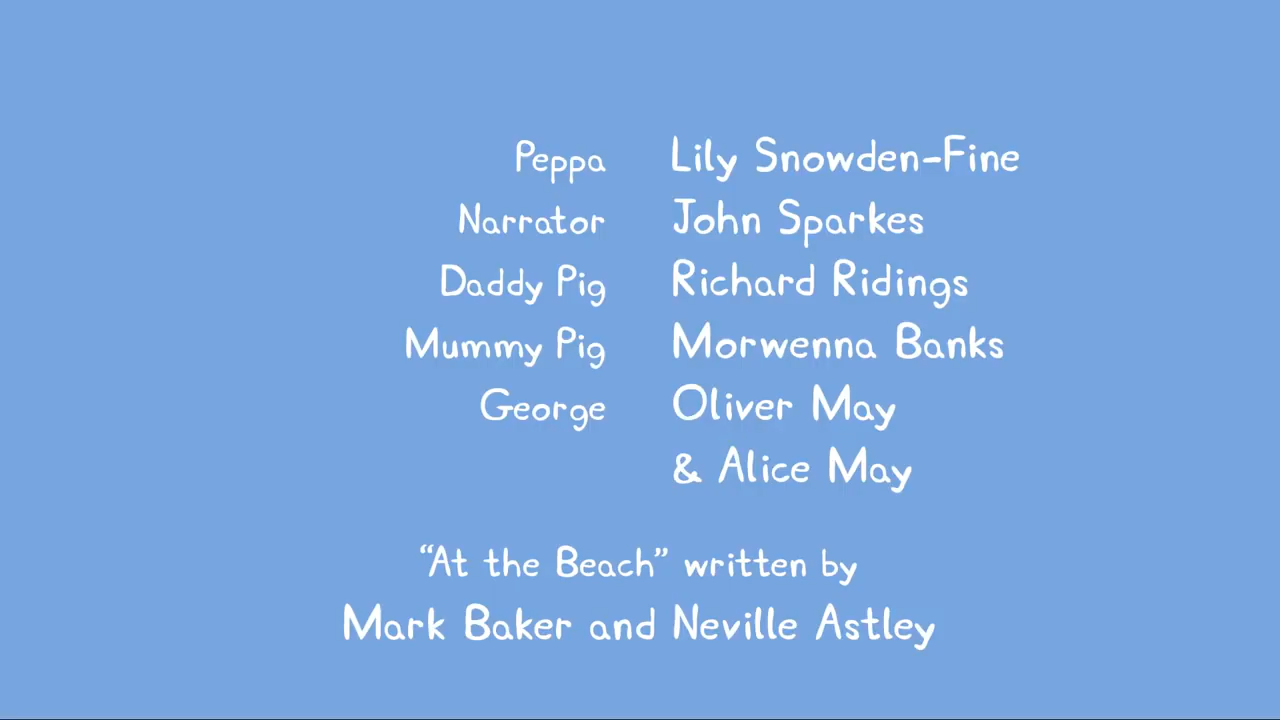 Peppa Lily Snowden-Fine
Narrator John Sparkes
Daddy Pig Richard Ridings
Mummy Pig Morwenna Banks
George Oliver May
& Alice May
“At the Beach” written by
Mark Baker and Neville Astley